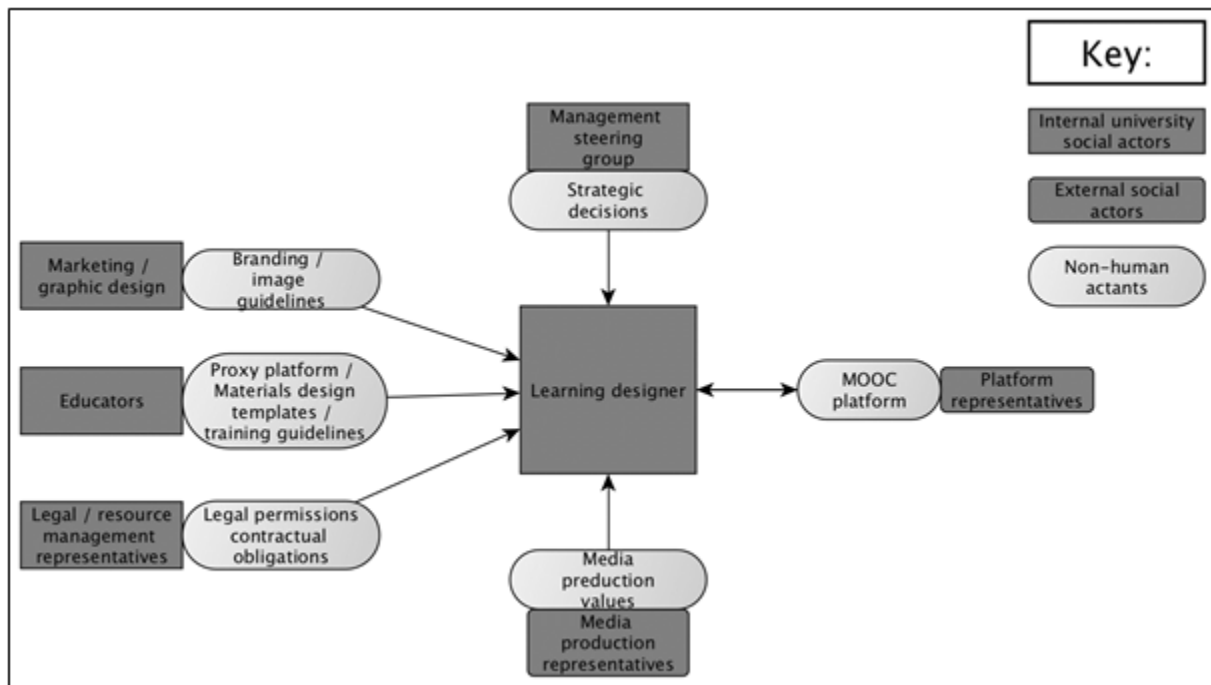 Key:
Internal university
social actors
External social
actors
Non-human
actants
Management
steering
group
Strategic
decisions
Marketing /
graphic design
Branding /
image
guidelines
Educators
Proxy platform /
Materials design
templates /
training guidelines
Legal / resource
management
representatives
Legal permissions
contractual
obligations
Learning designer
MOOC
platform
Platform
representatives
Media
preduction
values
Media
production
representatives